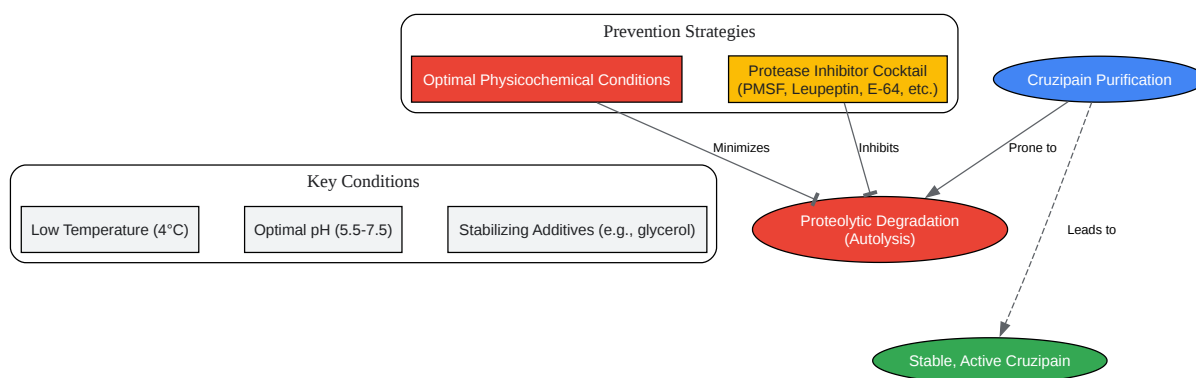 Prevention Strategies
Optimal Physicochemical Conditions
Protease Inhibitor Cocktail
(PMSF, Leupeptin, E-64, etc.)
Cruzipain Purification
Minimizes
Inhibits
Prone to
Key Conditions
Low Temperature (4°C)
Optimal pH (5.5-7.5)
Stabilizing Additives (e.g., glycerol)
Proteolytic Degradation
(Autolysis)
Leads to
Stable, Active Cruzipain